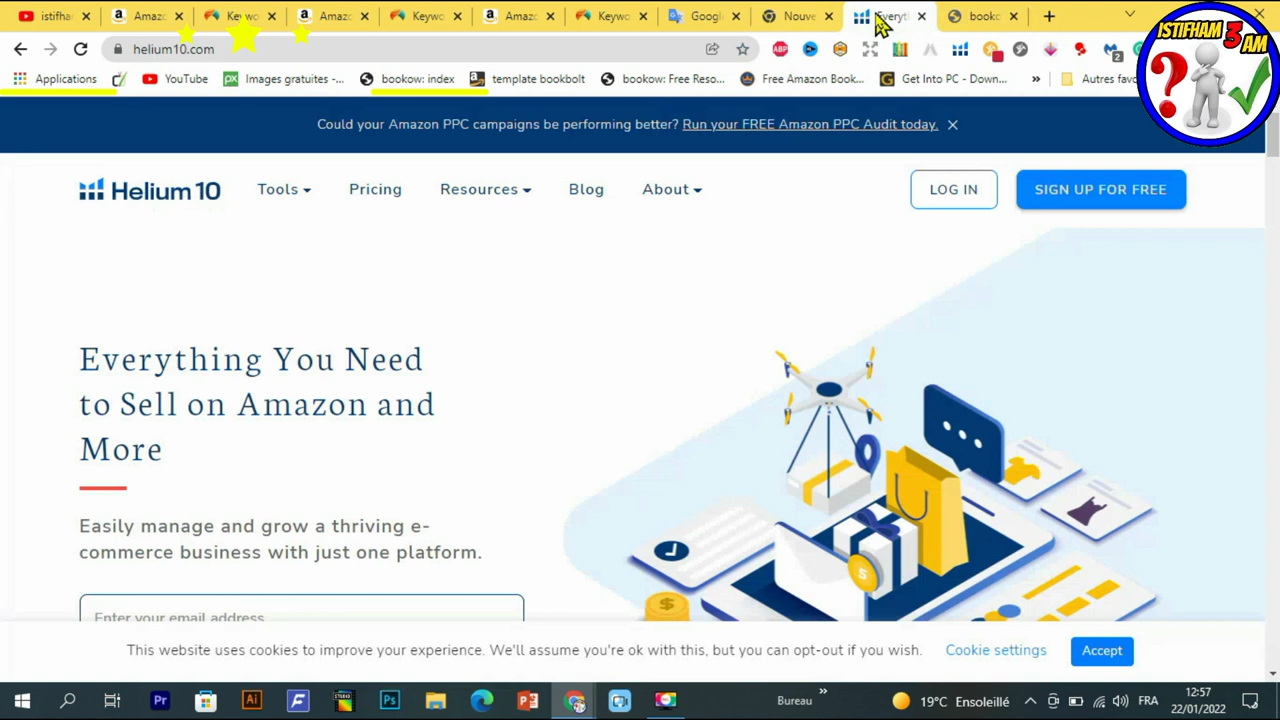 istifhar
Amazo
Keywo
Amazo
Keywo
Amazo
Keywo
Googl
Nouve
Everyt
booko
helium10.com
Applications
YouTube
Images gratuites -...
bookow: index
template bookbolt
bookow: Free Reso...
Free Amazon Book...
Get Into PC - Down...
»
Autres favo
ISTIFHAM 3 AM
Could your Amazon PPC campaigns be performing better? Run your FREE Amazon PPC Audit today.
Helium 10
Tools
Pricing
Resources
Blog
About
LOG IN
SIGN UP FOR FREE
Everything You Need
to Sell on Amazon and
More
Easily manage and grow a thriving e-
commerce business with just one platform.
Enter your email address
This website uses cookies to improve your experience. We'll assume you're ok with this, but you can opt-out if you wish.
Cookie settings
Accept
Bureau
»
19°C Ensoleillé
FRA
12:57
22/01/2022